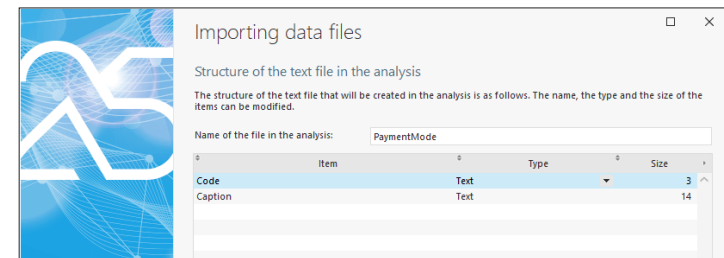 Importing data files
Structure of the text file in the analysis
The structure of the text file that will be created in the analysis is as follows. The name, the type and the size of the
items can be modified.
Name of the file in the analysis: PaymentMode
Item Type Size
Code Text 3
Caption Text 14